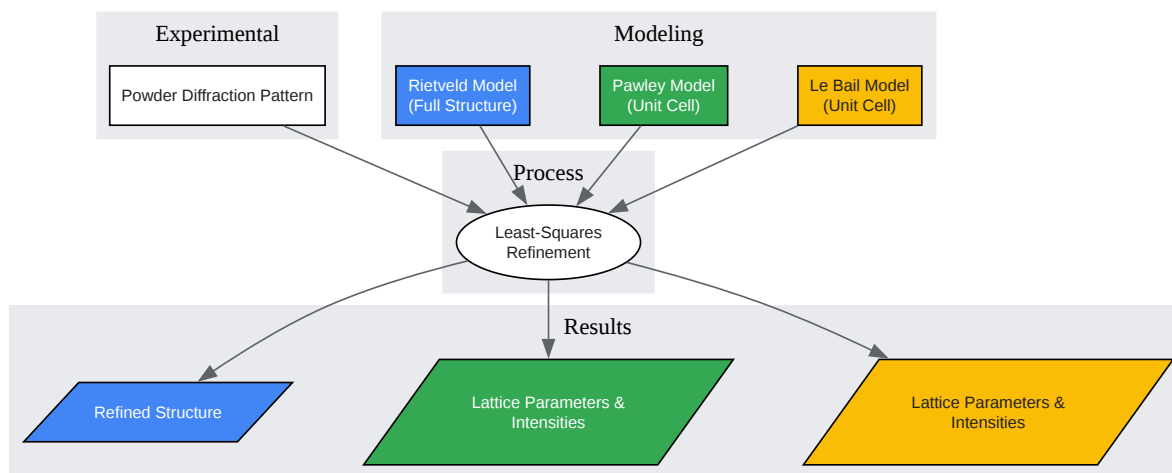 Experimental
Modeling
Powder Diffraction Pattern
Rietveld Model
(Full Structure)
Pawley Model
(Unit Cell)
Le Bail Model
(Unit Cell)
Process
Least-Squares
Refinement
Results
Refined Structure
Lattice Parameters &
Intensities
Lattice Parameters &
Intensities